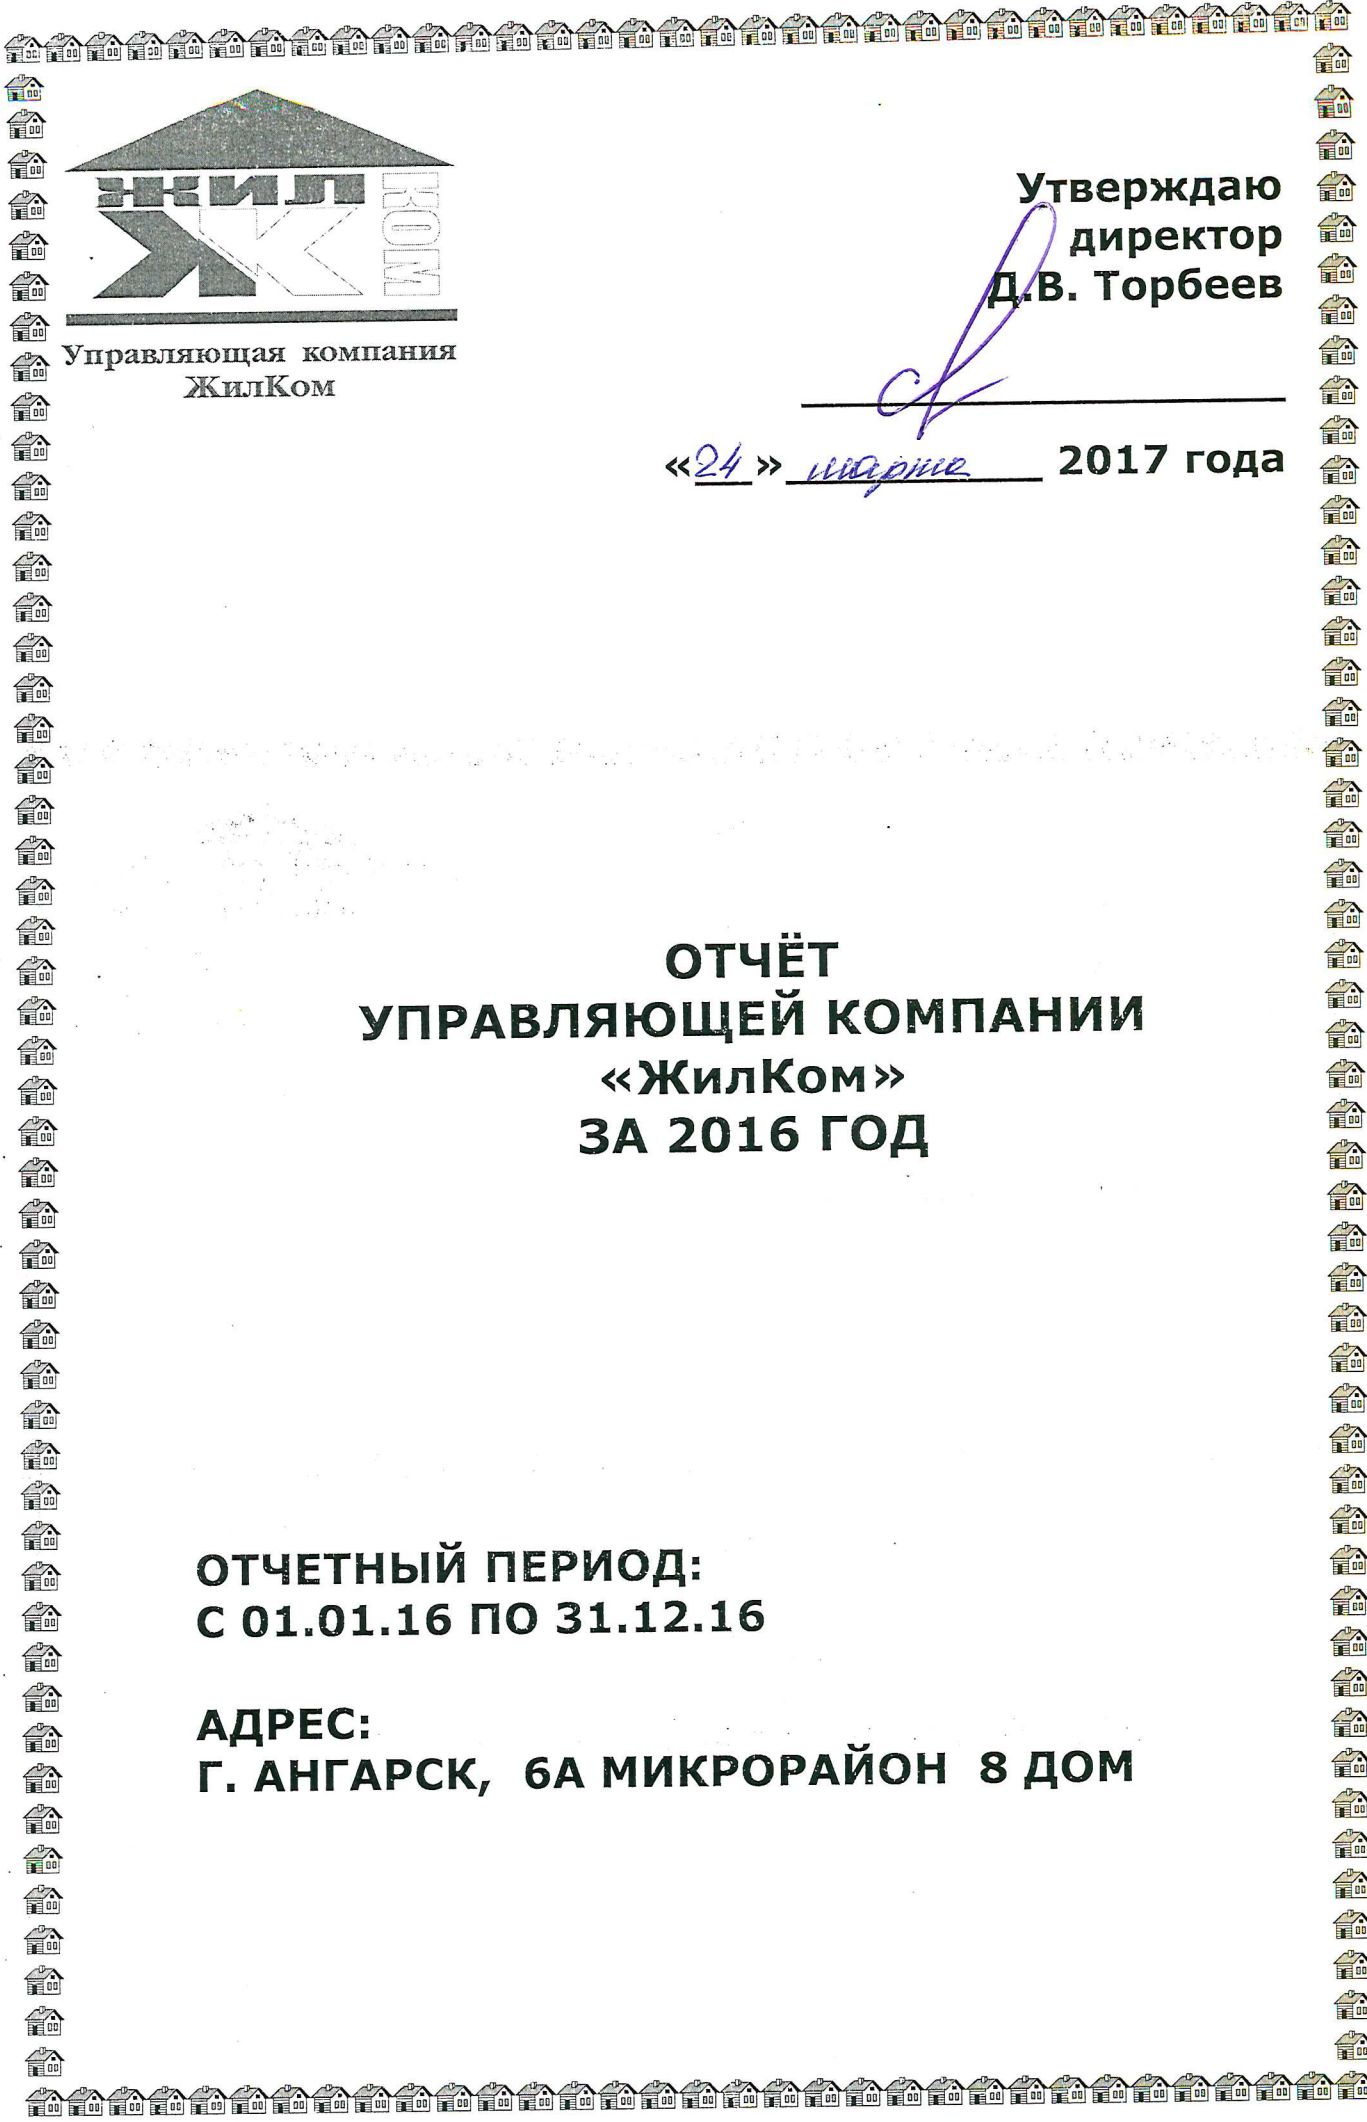 ЖИЛ
КОМ
ЖК
Управляющая компания
ЖилКом
Утверждаю
директор
Д.В. Торбеев
«24» марта 2017 года
ОТЧЁТ
УПРАВЛЯЮЩЕЙ КОМПАНИИ
«ЖилКом»
ЗА 2016 ГОД
ОТЧЕТНЫЙ ПЕРИОД:
С 01.01.16 ПО 31.12.16
АДРЕС:
Г. АНГАРСК, 6А МИКРОРАЙОН 8 ДОМ